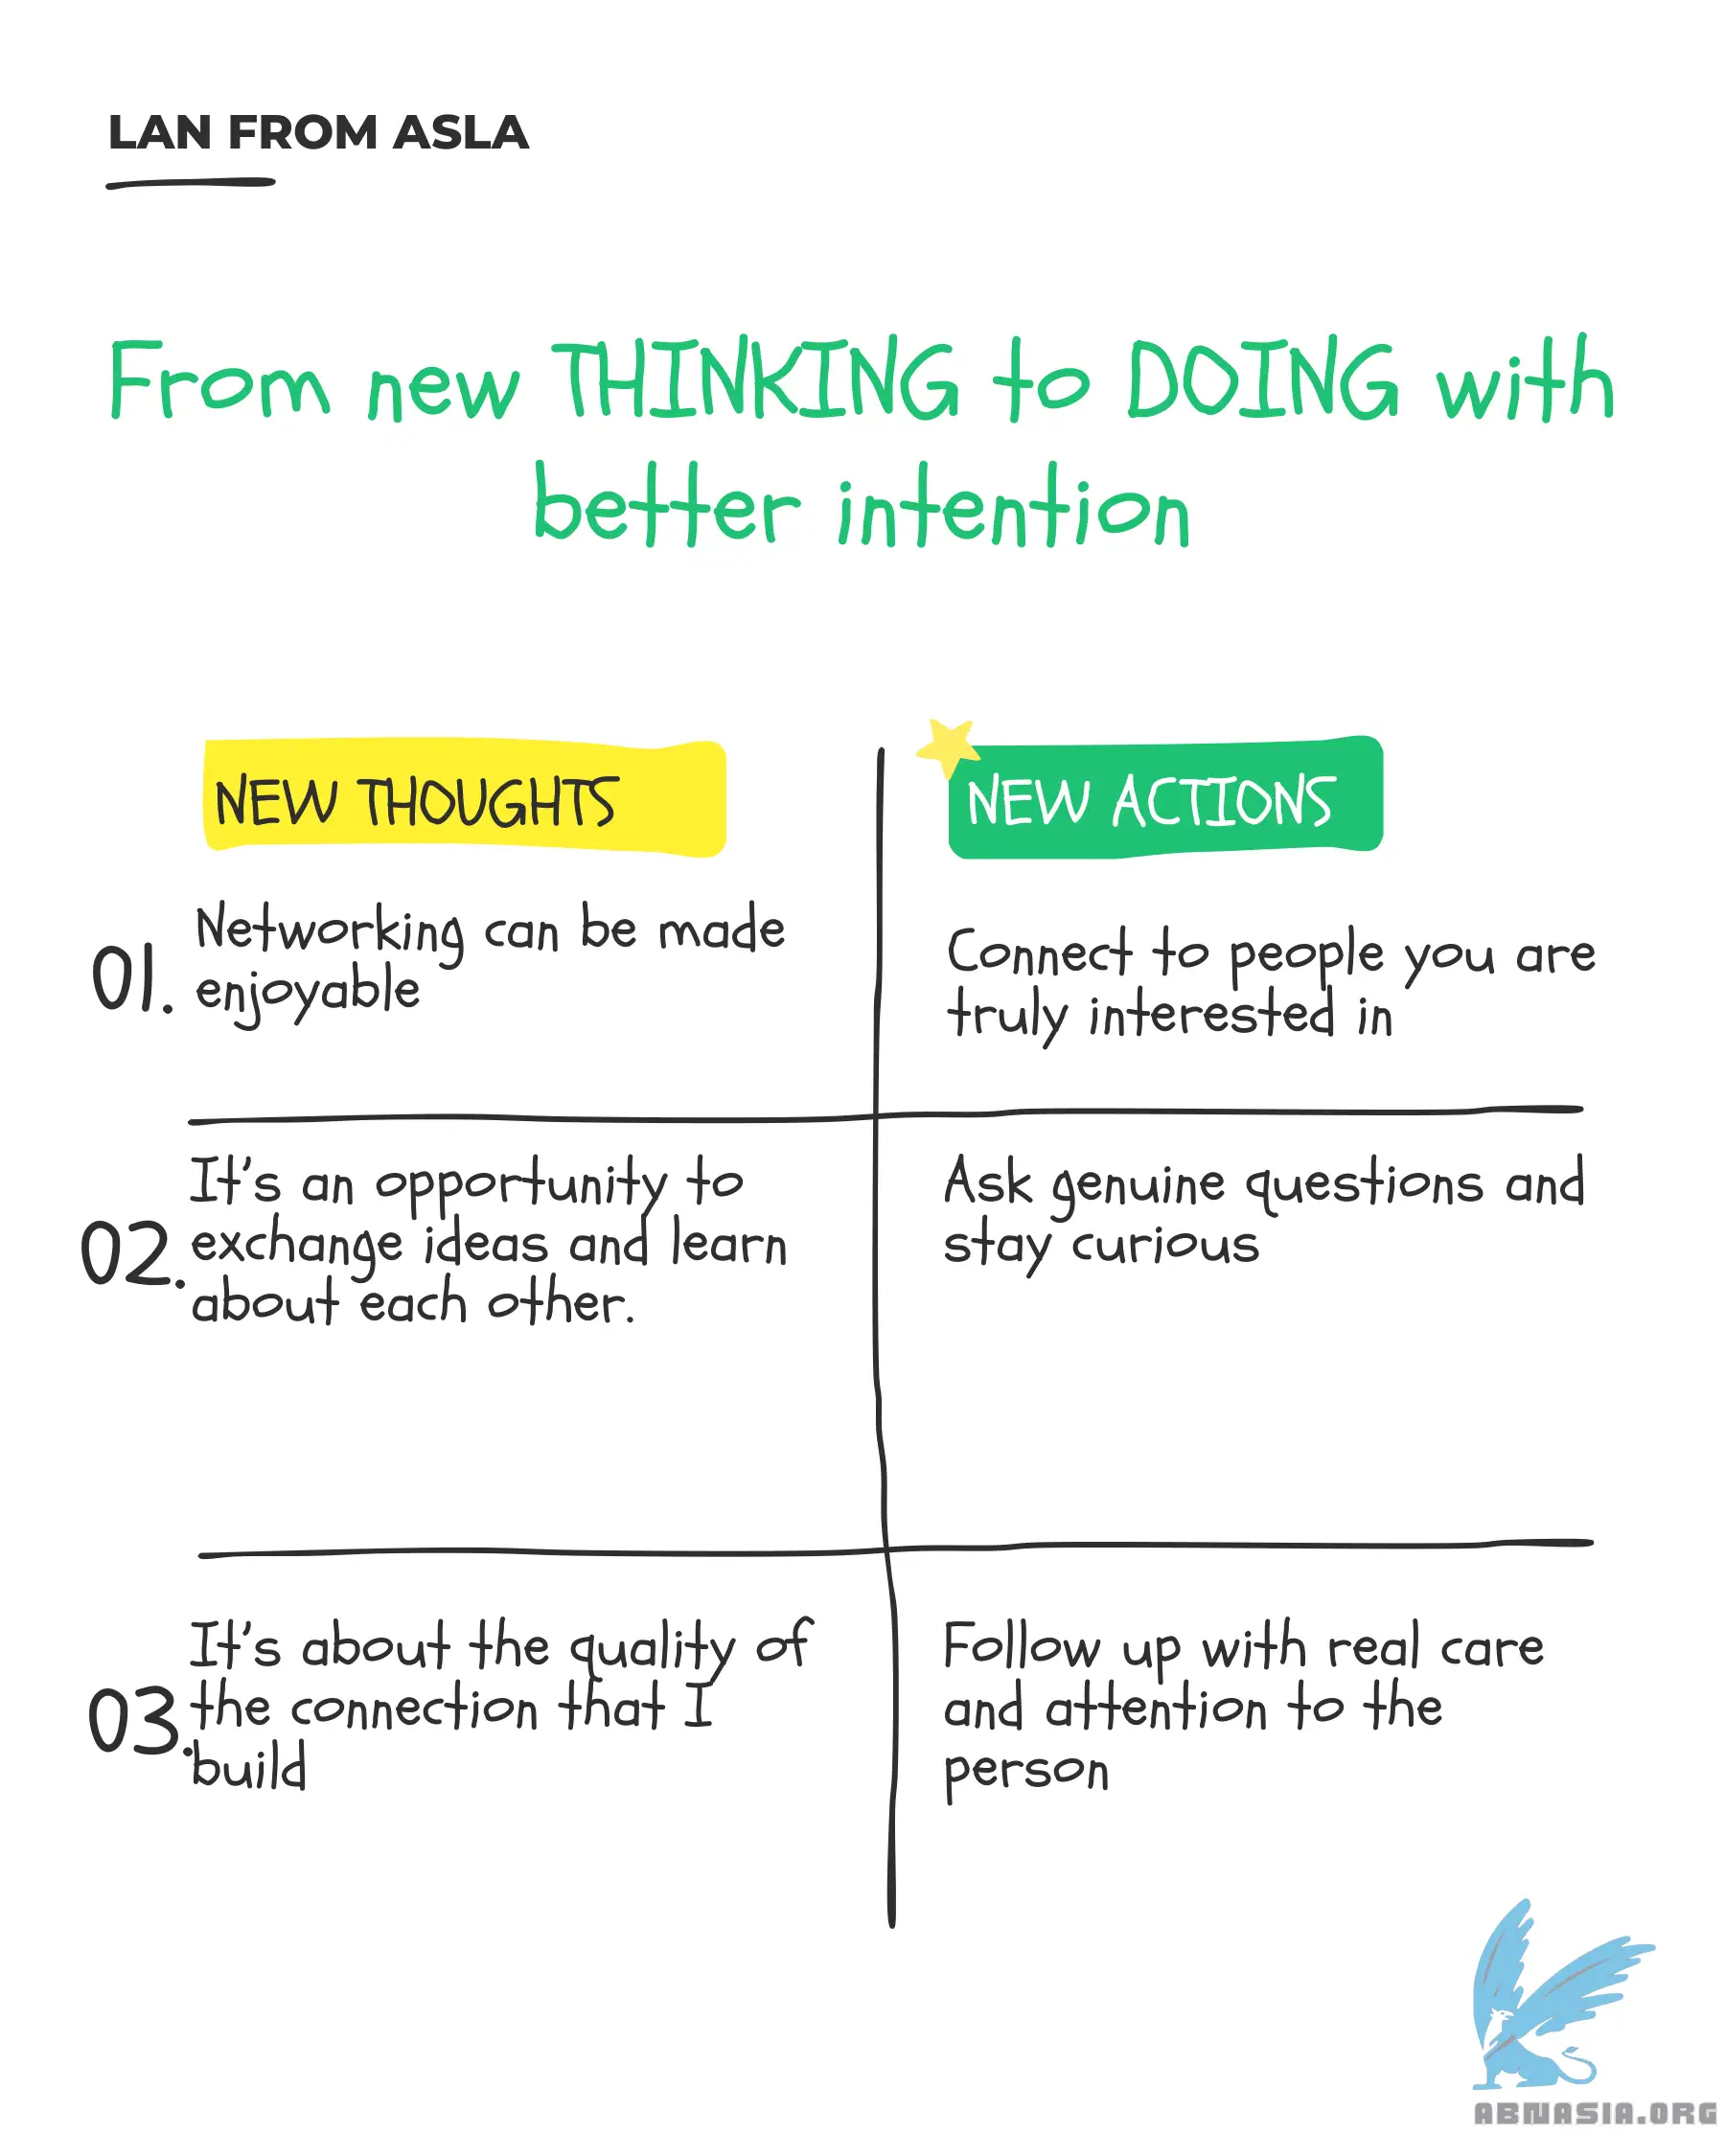 LAN FROM ASLA
From new THINKING to DOING with
better intention
NEW THOUGHTS
NEW ACTIONS
01.
Networking can be made
enjoyable
Connect to people you are
truly interested in
02.
It's an opportunity to
exchange ideas and learn
about each other.
Ask genuine questions and
stay curious
03.
It's about the quality of
the connection that I
build
Follow up with real care
and attention to the
person
ABNASIA.ORG